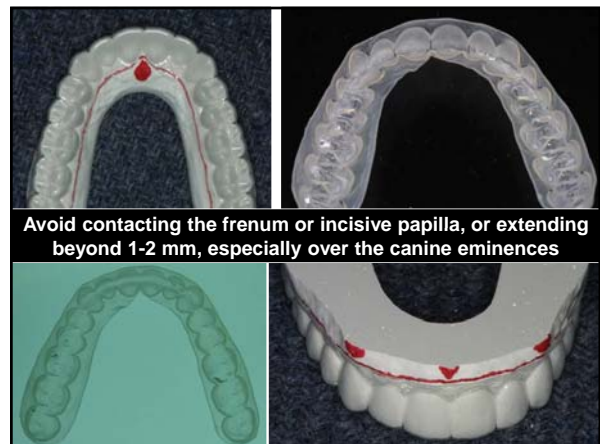 Avoid contacting the frenum or incisive papilla, or extending
beyond 1-2 mm, especially over the canine eminences